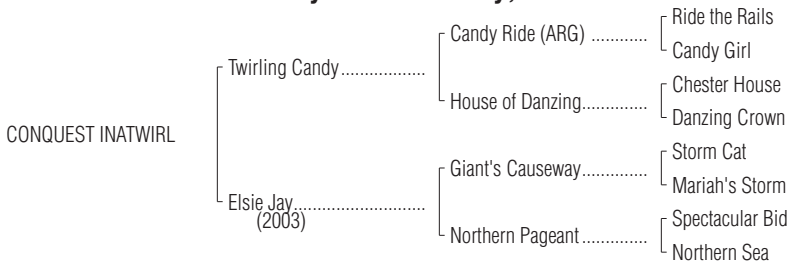 Ride the Rails
Candy Ride (ARG) ............
Candy Girl
Twirling Candy..................
Chester House
House of Danzing..............
Danzing Crown
CONQUEST INATWIRL
Storm Cat
Giant's Causeway..............
Mariah's Storm
Elsie Jay............................
(2003)
Spectacular Bid
Northern Pageant..............
Northern Sea